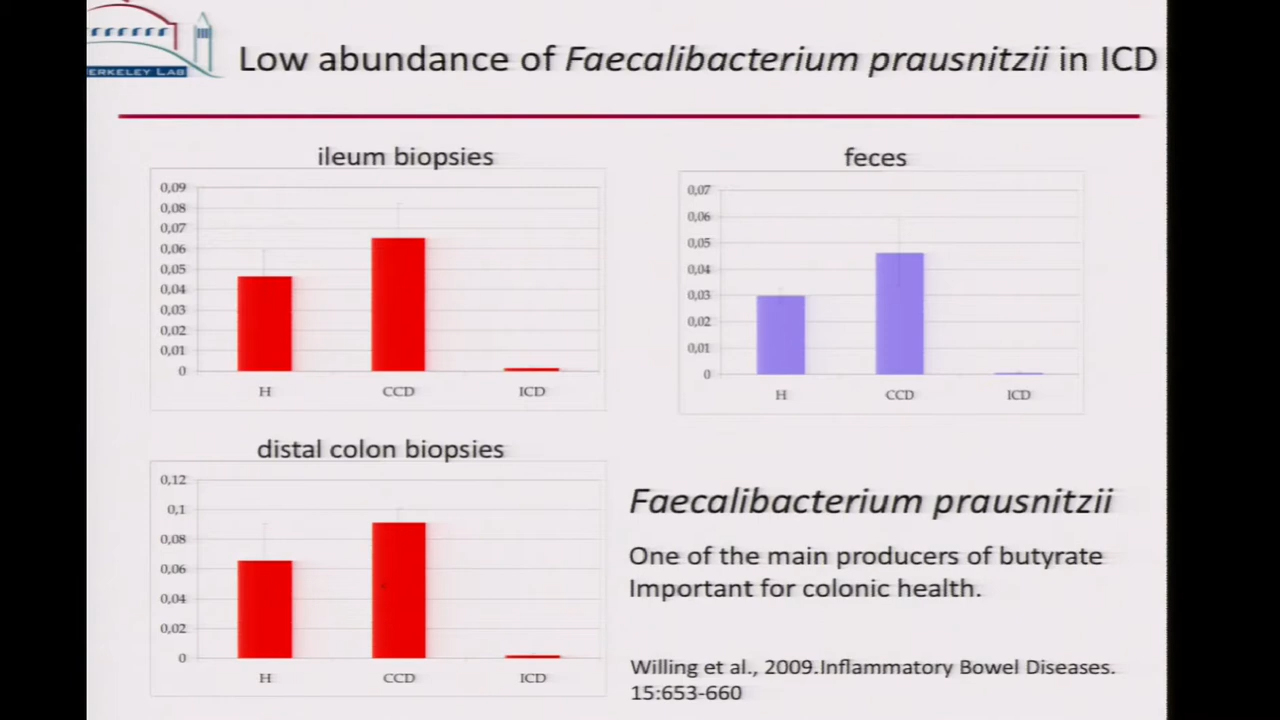 BERKELEY LAB
Low abundance of Faecalibacterium prausnitzii in ICD
ileum biopsies
0,09
0,08
0,07
0,06
0,05
0,04
0,03
0,02
0,01
0
H CCD ICD
feces
0,07
0,06
0,05
0,04
0,03
0,02
0,01
0
H CCD ICD
distal colon biopsies
0,12
0,1
0,08
0,06
0,04
0,02
0
H CCD ICD
Faecalibacterium prausnitzii
One of the main producers of butyrate
Important for colonic health.
Willing et al., 2009.Inflammatory Bowel Diseases.
15:653-660